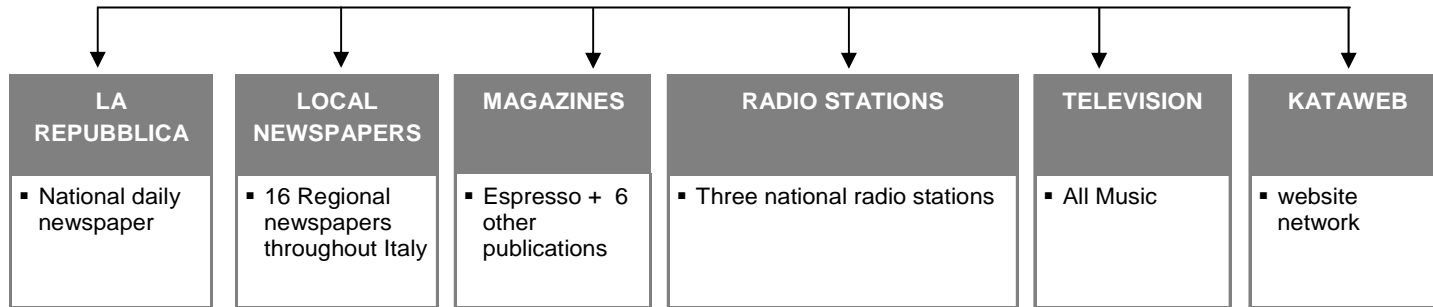 LA
REPUBBLICA
▪ National daily
newspaper
LOCAL
NEWSPAPERS
▪ 16 Regional
newspapers
throughout Italy
MAGAZINES
▪ Espresso + 6
other
publications
RADIO STATIONS
▪ Three national radio stations
TELEVISION
▪ All Music
KATAWEB
▪ website
network